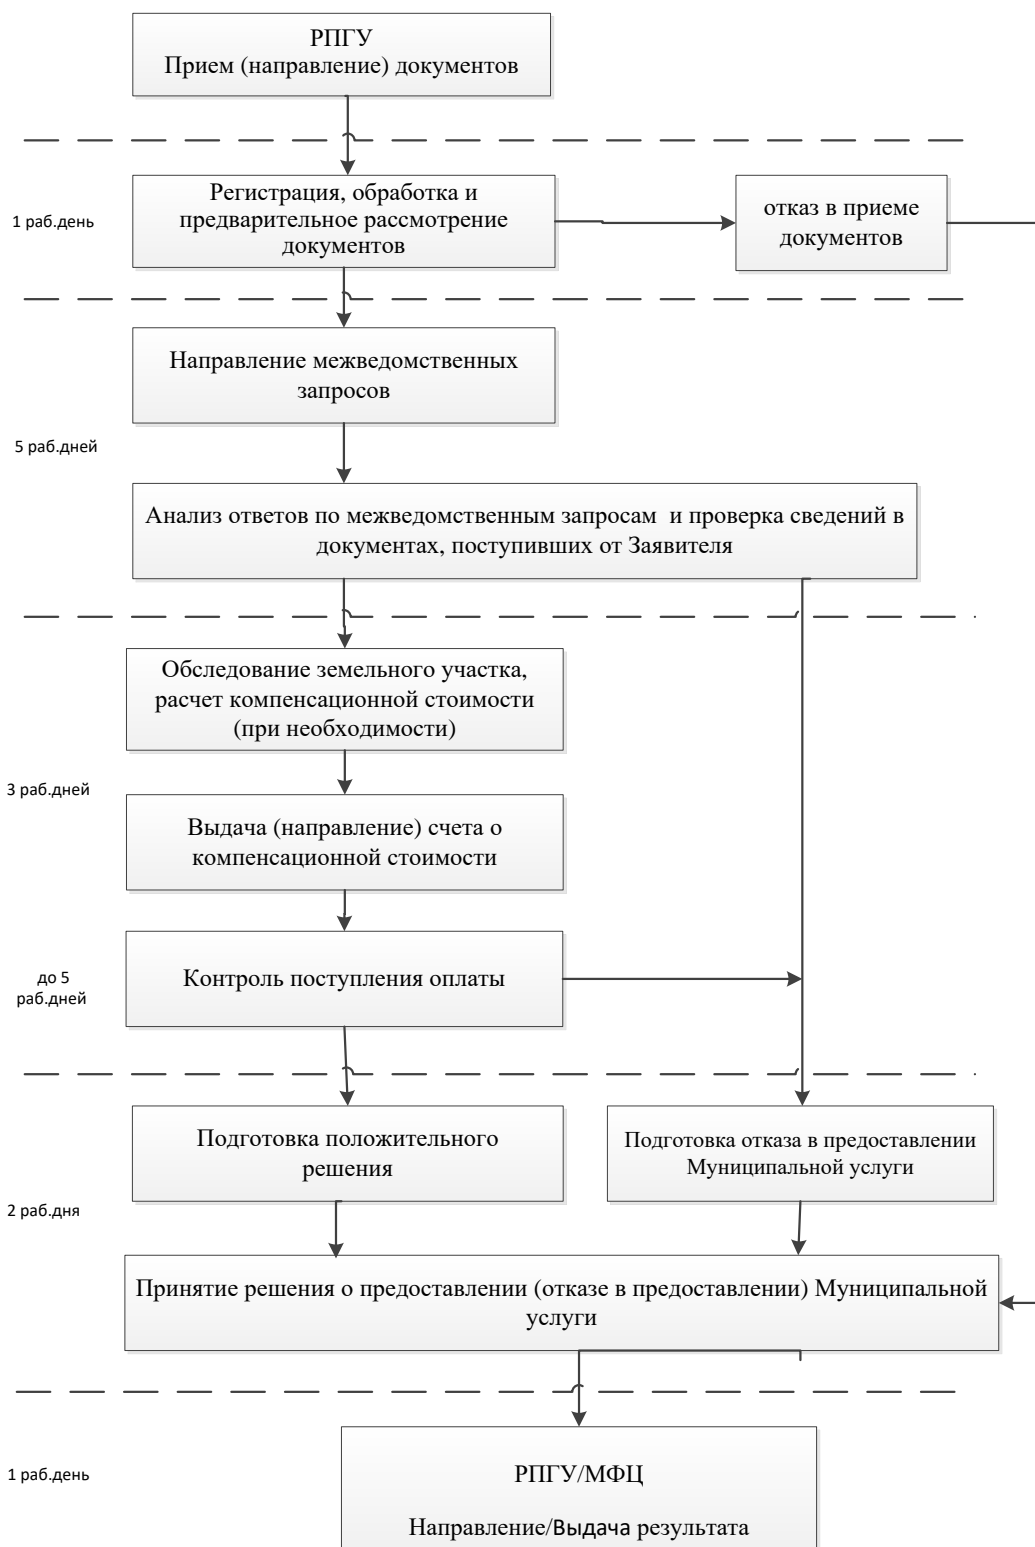 РПГУ
Прием (направление) документов
1 раб.день
Регистрация, обработка и
предварительное рассмотрение
документов
отказ в приеме
документов
Направление межведомственных
запросов
5 раб.дней
Анализ ответов по межведомственным запросам и проверка сведений в
документах, поступивших от Заявителя
Обследование земельного участка,
расчет компенсационной стоимости
(при необходимости)
3 раб.дней
Выдача (направление) счета о
компенсационной стоимости
до 5
раб.дней
Контроль поступления оплаты
Подготовка положительного
решения
Подготовка отказа в предоставлении
Муниципальной услуги
2 раб.дня
Принятие решения о предоставлении (отказе в предоставлении) Муниципальной
услуги
1 раб.день
РПГУ/МФЦ
Направление/Выдача результата